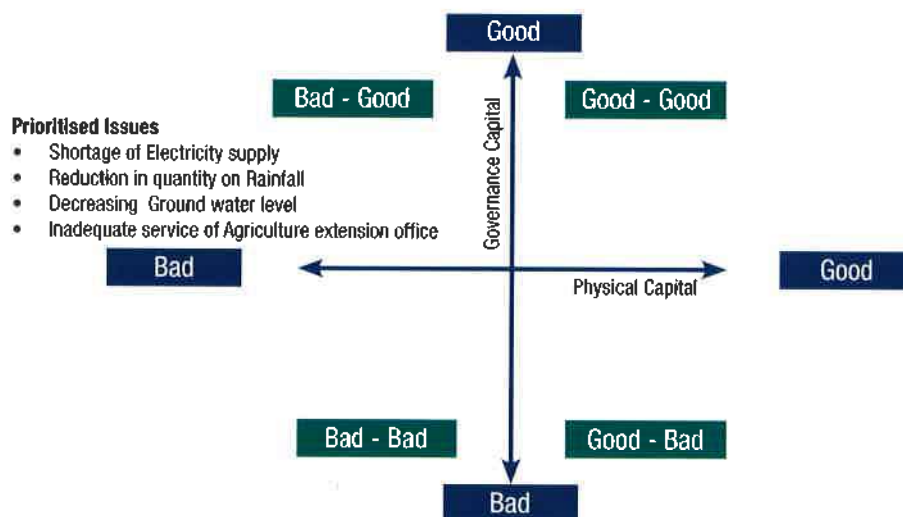 Good
Bad - Good
Good - Good
Prioritised Issues
• Shortage of Electricity supply
• Reduction in quantity on Rainfall
• Decreasing Ground water level
• Inadequate service of Agriculture extension office
Governance Capital
Bad
Physical Capital
Good
Bad - Bad
Good - Bad
Bad